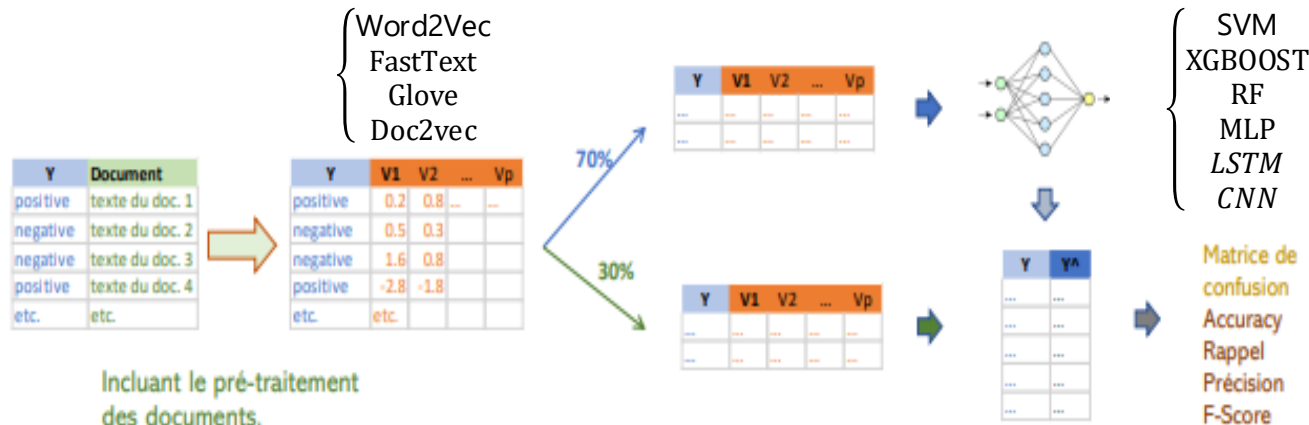 Word2Vec
FastText
Glove
Doc2vec
SVM
XGBOOST
RF
MLP
LSTM
CNN
Y Document
positive texte du doc. 1
negative texte du doc. 2
negative texte du doc. 3
positive texte du doc. 4
etc. etc.
Y V1 V2 ... Vp
positive 0.2 0.8 ... ...
negative 0.5 0.3
negative 1.6 0.8
positive -2.8 -1.8
etc. etc.
70%
30%
Y V1 V2 ... Vp
... ... ... ... ...
... ... ... ... ...
Y V1 V2 ... Vp
... ... ... ... ...
... ... ... ... ...
Y Y^
... ...
... ...
... ...
... ...
... ...
Matrice de
confusion
Accuracy
Rappel
Précision
F-Score
Incluant le pré-traitement
des documents.